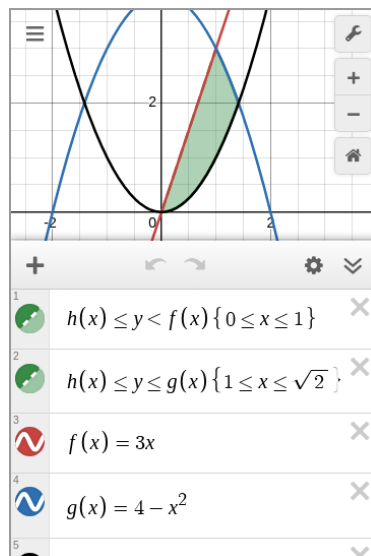 2
-2
0
2
1
h(x) ≤ y < f(x) {0 ≤ x ≤ 1}
2
h(x) ≤ y ≤ g(x) {1 ≤ x ≤ √2}
3
f(x) = 3x
4
g(x) = 4 − x²
5